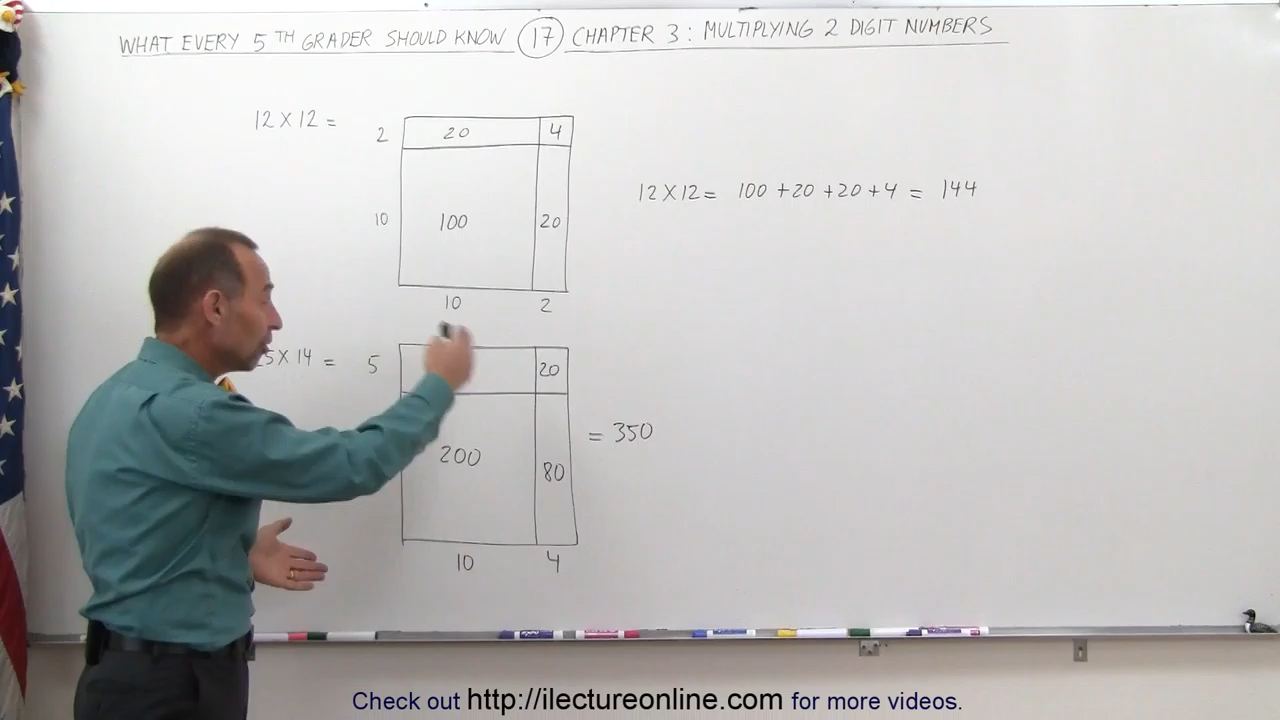 WHAT EVERY 5TH GRADER SHOULD KNOW 17 CHAPTER 3: MULTIPLYING 2 DIGIT NUMBERS
12 X 12 =
2 20 4
12 X 12 = 100 + 20 + 20 + 4 = 144
10 100 20
10 2
5 X 14 = 5 20
= 350
200 80
10 4
Check out http://ilectureonline.com for more videos.